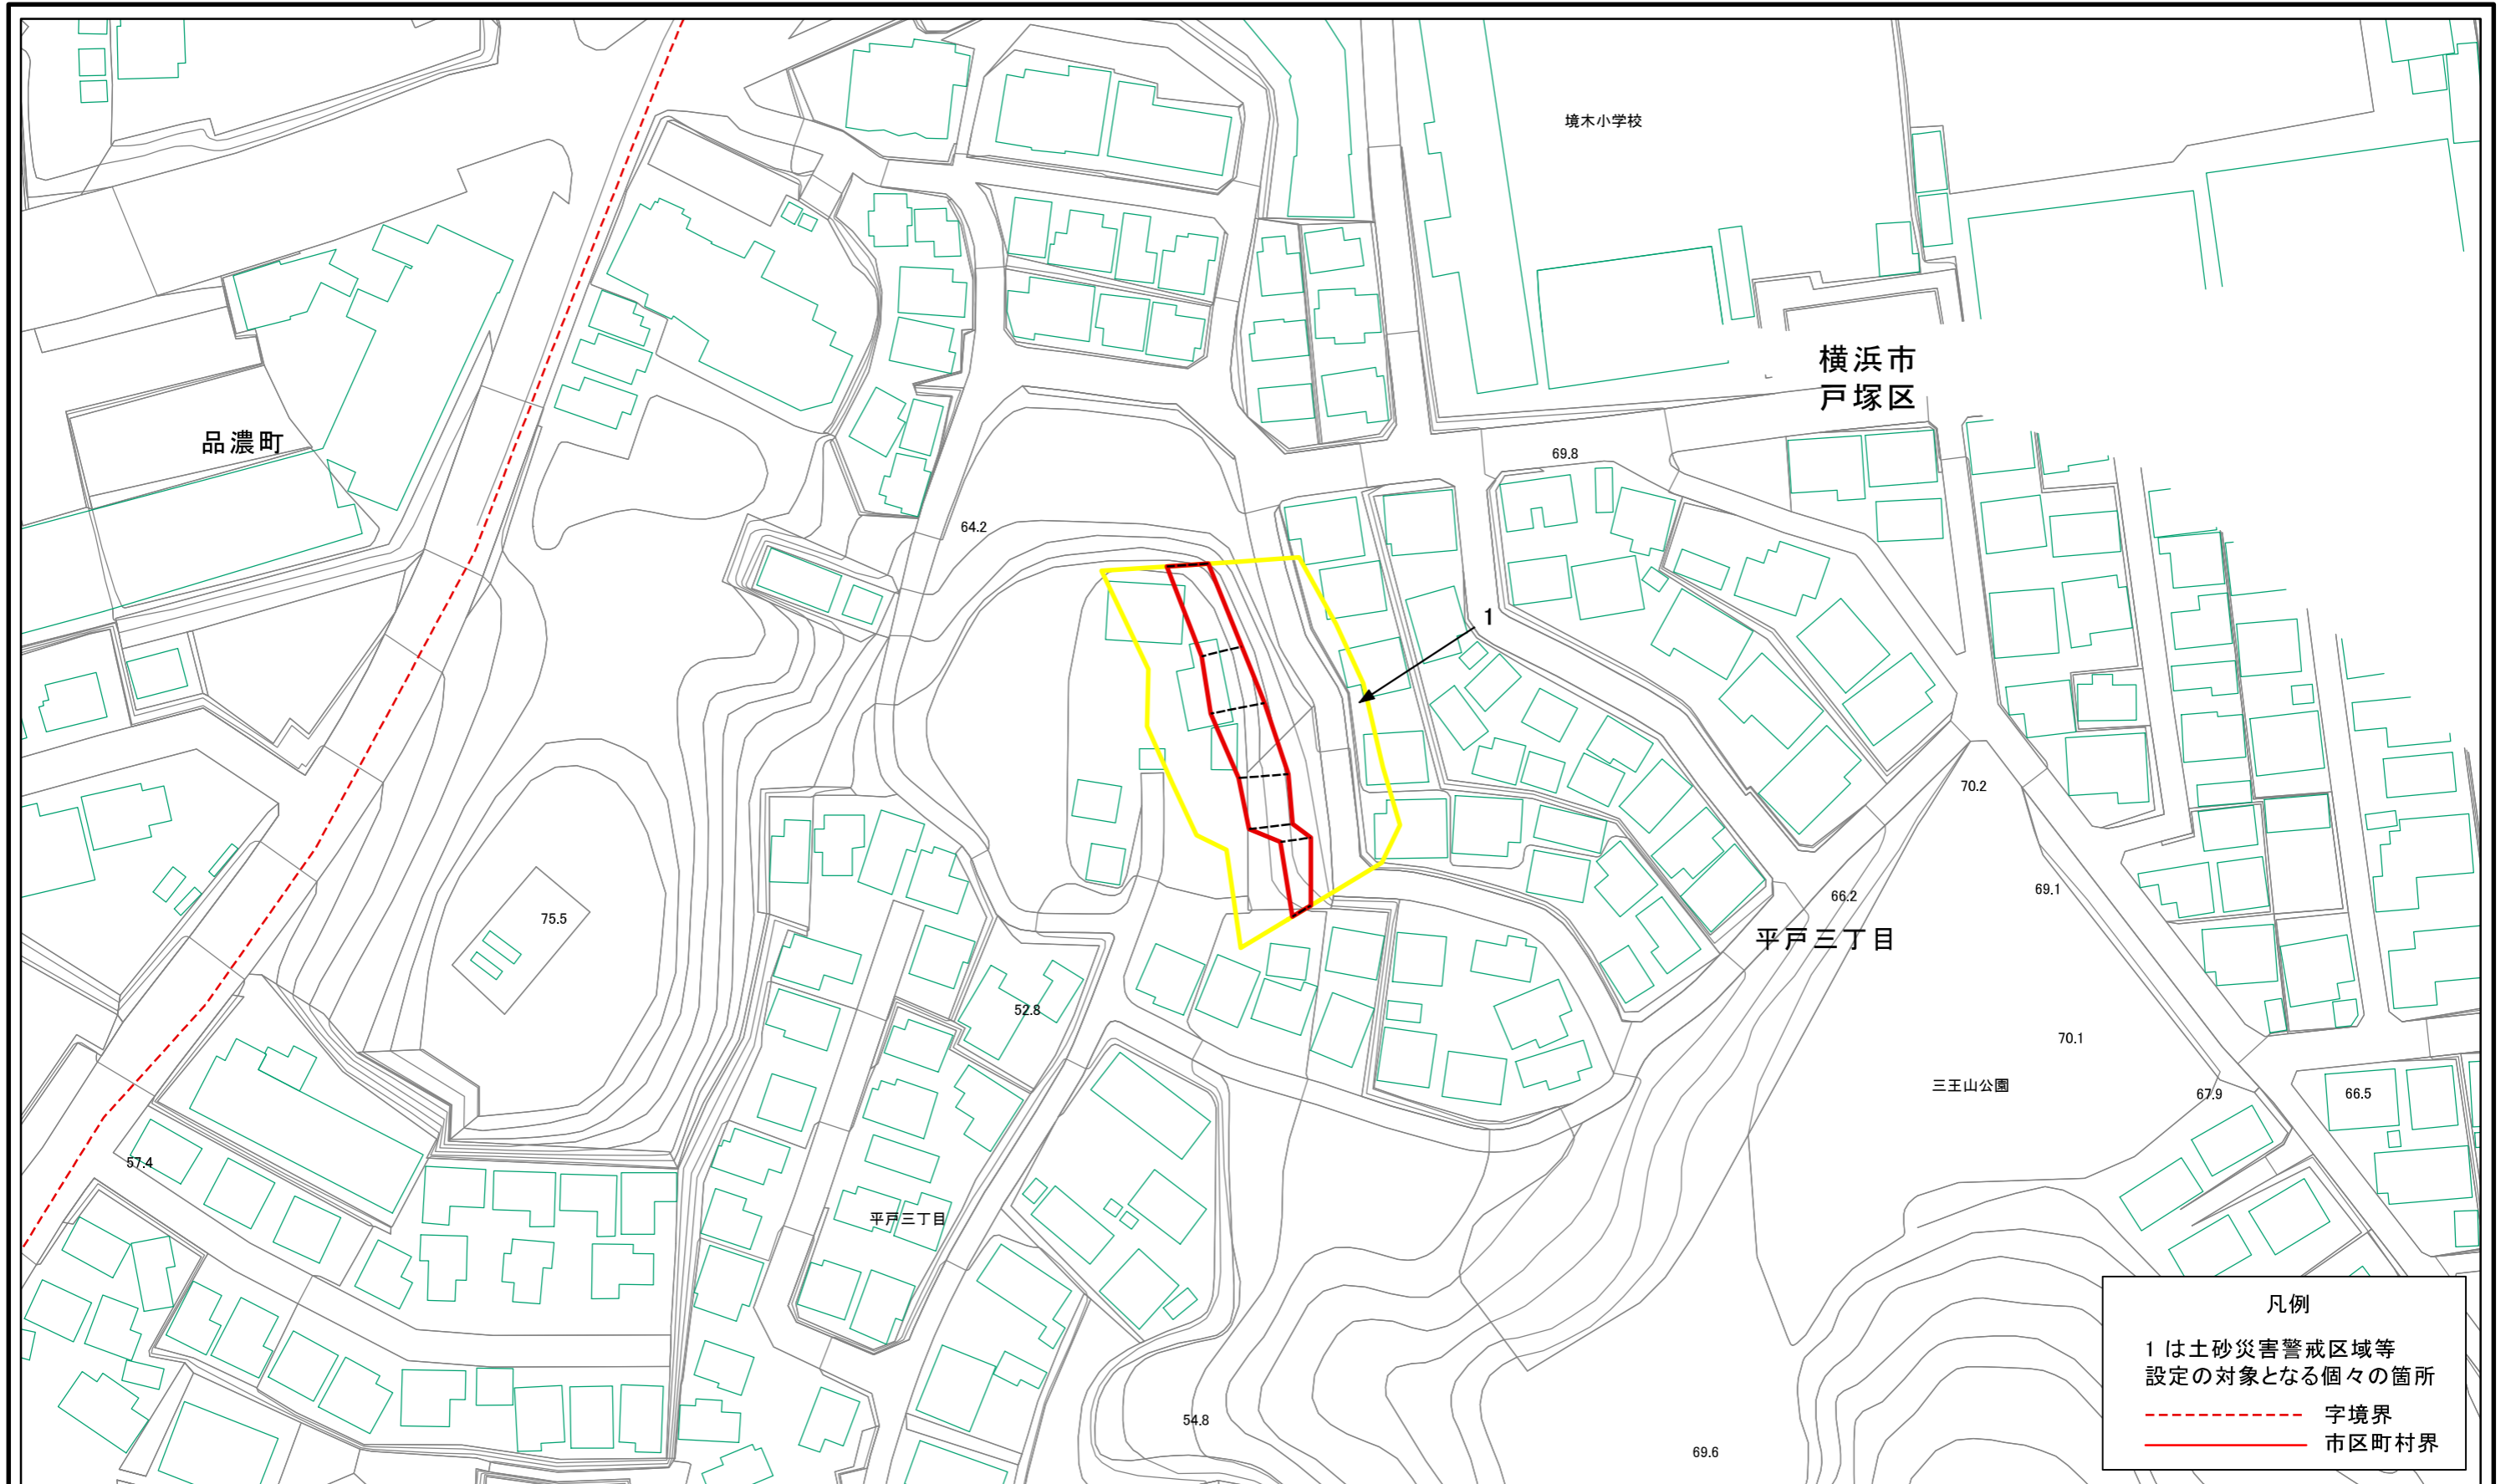 境木小学校
横浜市
戸塚区
品濃町
69.8
64.2
1
70.2
69.1
66.2
75.5
平戸三丁目
52.8
70.1
三王山公園
67.9
66.5
57.4
平戸三丁目
54.8
69.6
凡例
1 は土砂災害警戒区域等
設定の対象となる個々の箇所
字境界
市区町村界